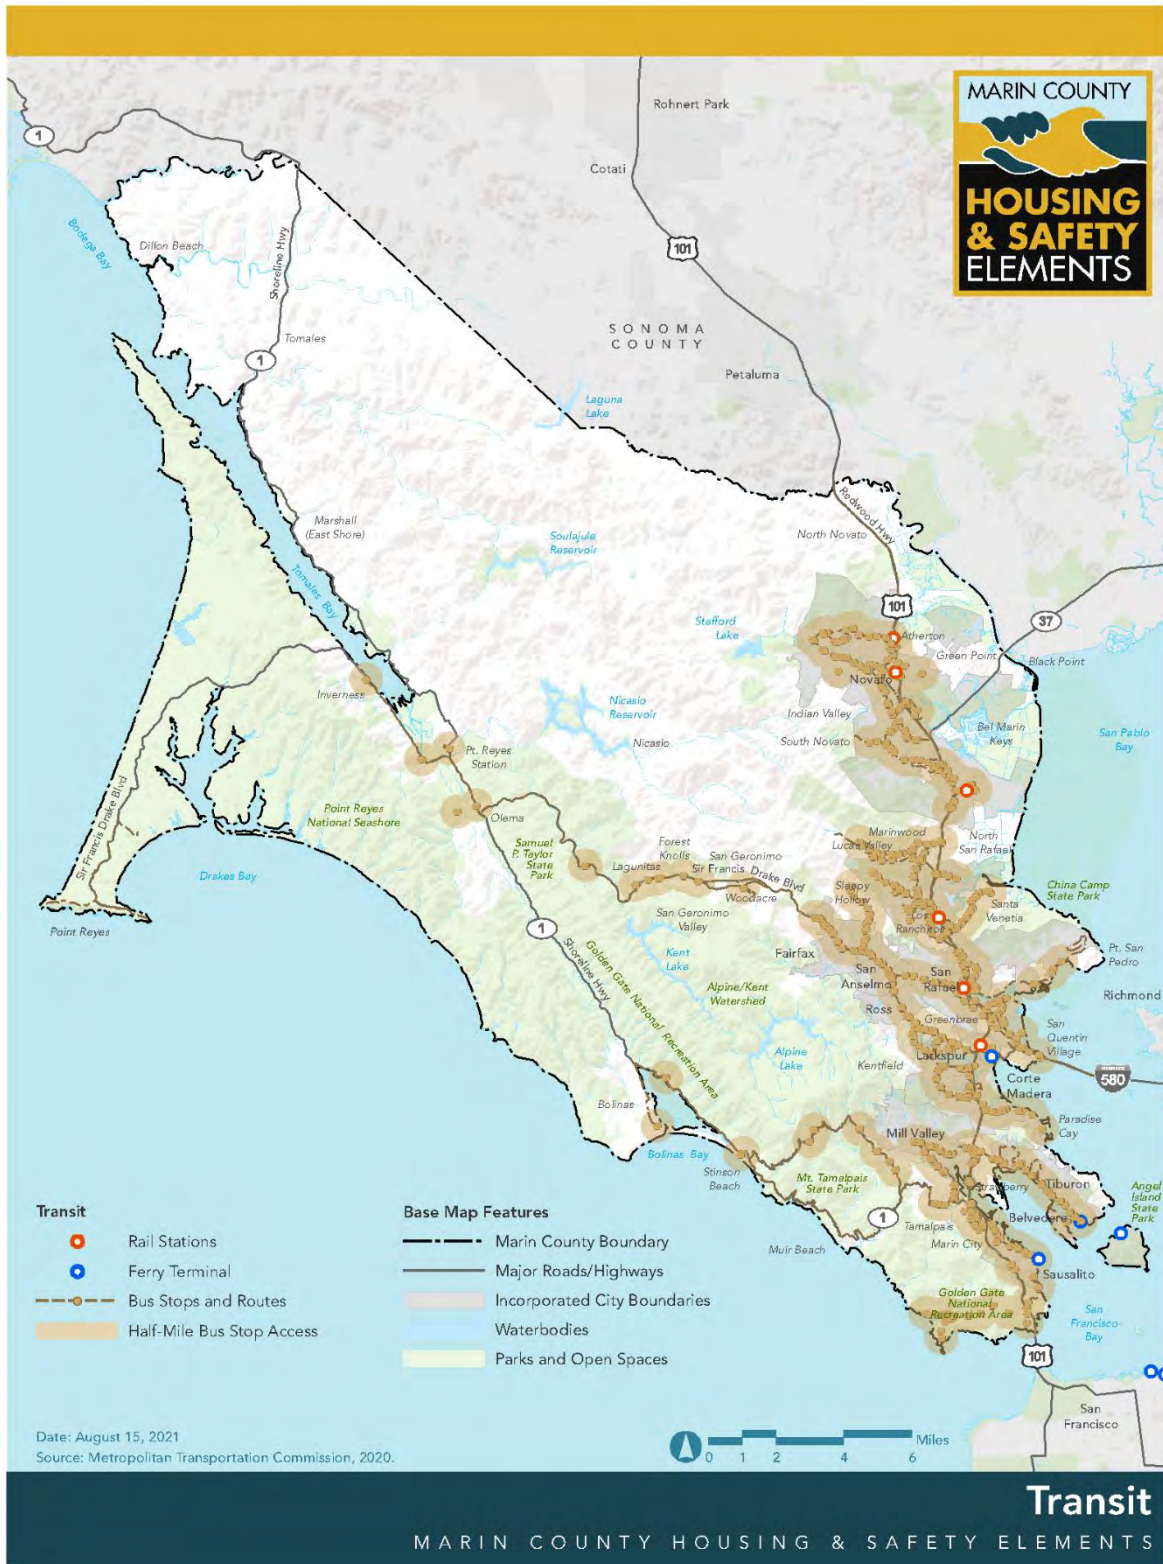 MARIN COUNTY
HOUSING
& SAFETY
ELEMENTS
Rohnert Park
1
Cotati
101
Bodega Bay
Dillon Beach
Shoreline Hwy
SONOMA
COUNTY
Tomales
1
Petaluma
Laguna
Lake
Redwood Hwy
Marshall
(East Shore)
Soulajule
Reservoir
North Novato
Tomales Bay
101
37
Stafford
Lake
Atherton
Green Point
Black Point
Novato
Inverness
Nicasio
Reservoir
Indian Valley
Bel Marin
Keys
San Pablo
Bay
Nicasio
South Novato
Pt. Reyes
Station
Sir Francis Drake Blvd
Point Reyes
National Seashore
Olema
Samuel
P. Taylor
State
Park
Forest
Knolls
Marinwood
Lucas Valley
North
San Rafael
Lagunitas
San Geronimo
Sir Francis Drake Blvd
Woodacre
Drakes Bay
Sleepy
Hollow
China Camp
State Park
Point Reyes
San Geronimo
Valley
Los
Ranchitos
Santa
Venetia
1
Shoreline Hwy
Golden Gate National Recreation Area
Kent
Lake
Fairfax
Pt. San
Pedro
San
Anselmo
San
Rafael
Alpine/Kent
Watershed
Richmond
Ross
Greenbrae
San
Quentin
Village
Alpine
Lake
Kentfield
Larkspur
Corte
Madera
580
Bolinas
Paradise
Cay
Mill Valley
Bolinas Bay
Stinson
Beach
Mt. Tamalpais
State Park
Strawberry
Tiburon
Angel
Island
State
Park
1
Belvedere
Tamalpais
Marin City
Muir Beach
Sausalito
Golden Gate
National
Recreation Area
San
Francisco
Bay
101
San
Francisco
Transit
Rail Stations
Ferry Terminal
Bus Stops and Routes
Half-Mile Bus Stop Access
Base Map Features
Marin County Boundary
Major Roads/Highways
Incorporated City Boundaries
Waterbodies
Parks and Open Spaces
Date: August 15, 2021
Source: Metropolitan Transportation Commission, 2020.
0 1 2 4 6
Miles
Transit
MARIN COUNTY HOUSING & SAFETY ELEMENTS